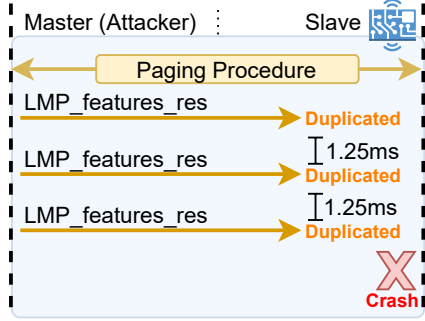 Master (Attacker) Slave
Paging Procedure
LMP_features_res
Duplicated
1.25ms
LMP_features_res
Duplicated
1.25ms
LMP_features_res
Duplicated
Crash